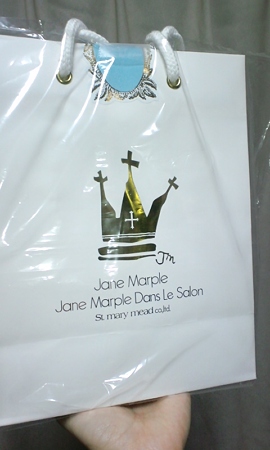 JM
Jane Marple
Jane Marple Dans Le Salon
St. mary mead co.,ltd.